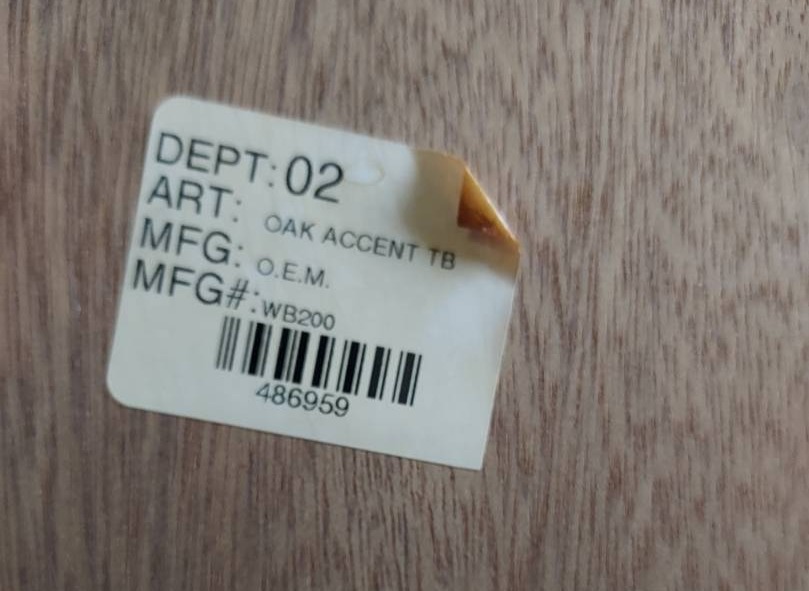 DEPT: 02
ART: OAK ACCENT TB
MFG: O.E.M.
MFG#: WB200
486959